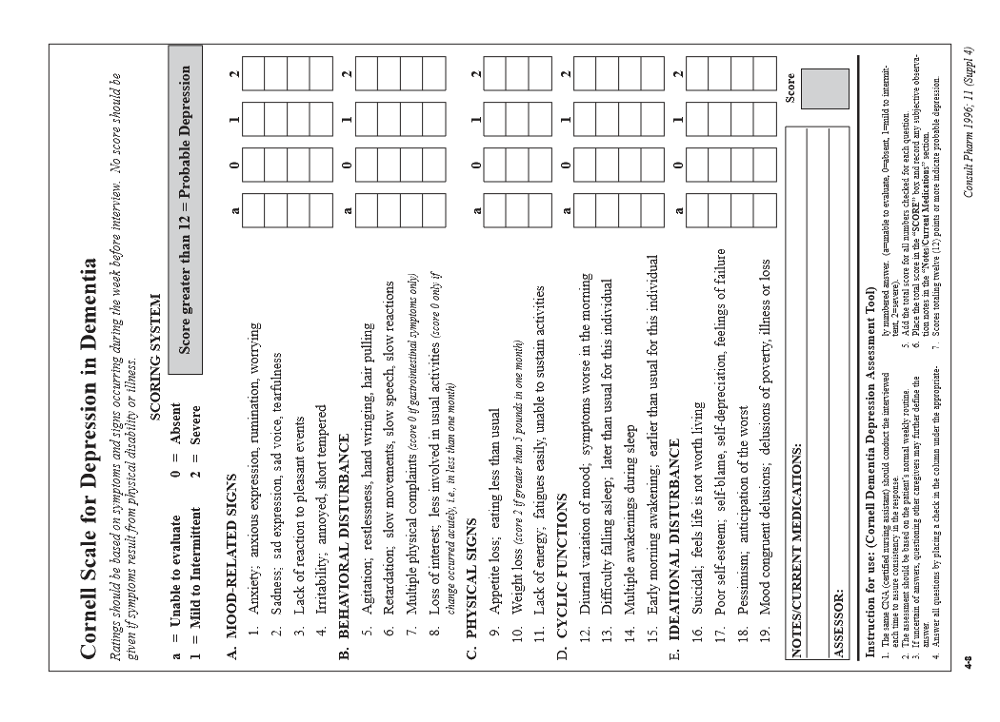 Cornell Scale for Depression in Dementia
Ratings should be based on symptoms and signs occurring during the week before interview. No score should be
given if symptoms result from physical disability or illness.
SCORING SYSTEM
a = Unable to evaluate 0 = Absent
1 = Mild to Intermittent 2 = Severe
Score greater than 12 = Probable Depression
A. MOOD-RELATED SIGNS a 0 1 2
1. Anxiety; anxious expression, rumination, worrying
2. Sadness; sad expression, sad voice, tearfulness
3. Lack of reaction to pleasant events
4. Irritability; annoyed, short tempered
B. BEHAVIORAL DISTURBANCE a 0 1 2
5. Agitation; restlessness, hand wringing, hair pulling
6. Retardation; slow movements, slow speech, slow reactions
7. Multiple physical complaints (score 0 if gastrointestinal symptoms only)
8. Loss of interest; less involved in usual activities (score 0 only if
change occurred acutely, i.e., in less than one month)
C. PHYSICAL SIGNS a 0 1 2
9. Appetite loss; eating less than usual
10. Weight loss (score 2 if greater than 5 pounds in one month)
11. Lack of energy; fatigues easily, unable to sustain activities
D. CYCLIC FUNCTIONS a 0 1 2
12. Diurnal variation of mood; symptoms worse in the morning
13. Difficulty falling asleep; later than usual for this individual
14. Multiple awakenings during sleep
15. Early morning awakening; earlier than usual for this individual
E. IDEATIONAL DISTURBANCE a 0 1 2
16. Suicidal; feels life is not worth living
17. Poor self-esteem; self-blame, self-depreciation, feelings of failure
18. Pessimism; anticipation of the worst
19. Mood congruent delusions; delusions of poverty, illness or loss
NOTES/CURRENT MEDICATIONS:
Score
ASSESSOR:
Instruction for use: (Cornell Dementia Depression Assessment Tool)
1. The same CNA (certified nursing assistant) should conduct the interviewed
each time to assure consistency in the response.
2. The assessment should be based on the patient's normal weekly routine.
3. If uncertain of answers, questioning other caregivers may further define the
answer.
4. Answer all questions by placing a check in the column under the appropriate-
ly numbered answer. (a=unable to evaluate, 0=absent, 1=mild to intermit-
tent, 2=severe).
5. Add the total score for all numbers checked for each question.
6. Place the total score in the "SCORE" box and record any subjective observa-
tion notes in the "Notes/Current Medications" section.
7. Scores totaling twelve (12) points or more indicate probable depression.
4-8
Consult Pharm 1996; 11 (Suppl 4)